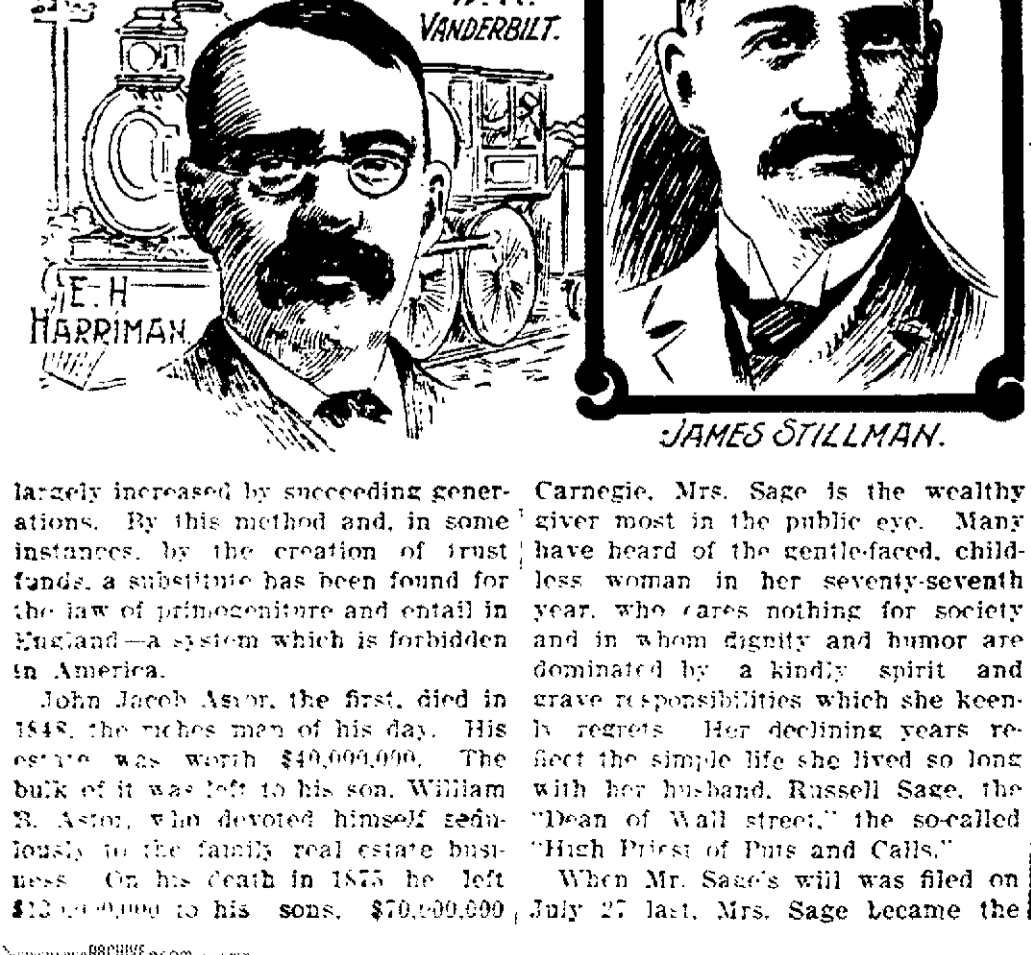 VANDERBILT.
E. H
HARRIMAN
JAMES STILLMAN.
largely increased by succeeding gener-
ations. By this method and, in some
instances, by the creation of trust
funds, a substitute has been found for
the law of primogeniture and entail in
England—a system which is forbidden
in America.
John Jacob Astor, the first, died in
1848, the riches man of his day. His
estate was worth $40,000,000. The
bulk of it was left to his son, William
B. Astor, who devoted himself sedu-
lously to the family real estate busi-
ness. On his death in 1875 he left
to his sons, $70,000,000
Carnegie, Mrs. Sage is the wealthy
giver most in the public eye. Many
have heard of the gentle-faced, child-
less woman in her seventy-seventh
year, who cares nothing for society
and in whom dignity and humor are
dominated by a kindly spirit and
grave responsibilities which she keen-
ly regrets. Her declining years re-
flect the simple life she lived so long
with her husband, Russell Sage, the
"Dean of Wall street," the so-called
"High Priest of Puts and Calls."
When Mr. Sage's will was filed on
July 27 last, Mrs. Sage became the